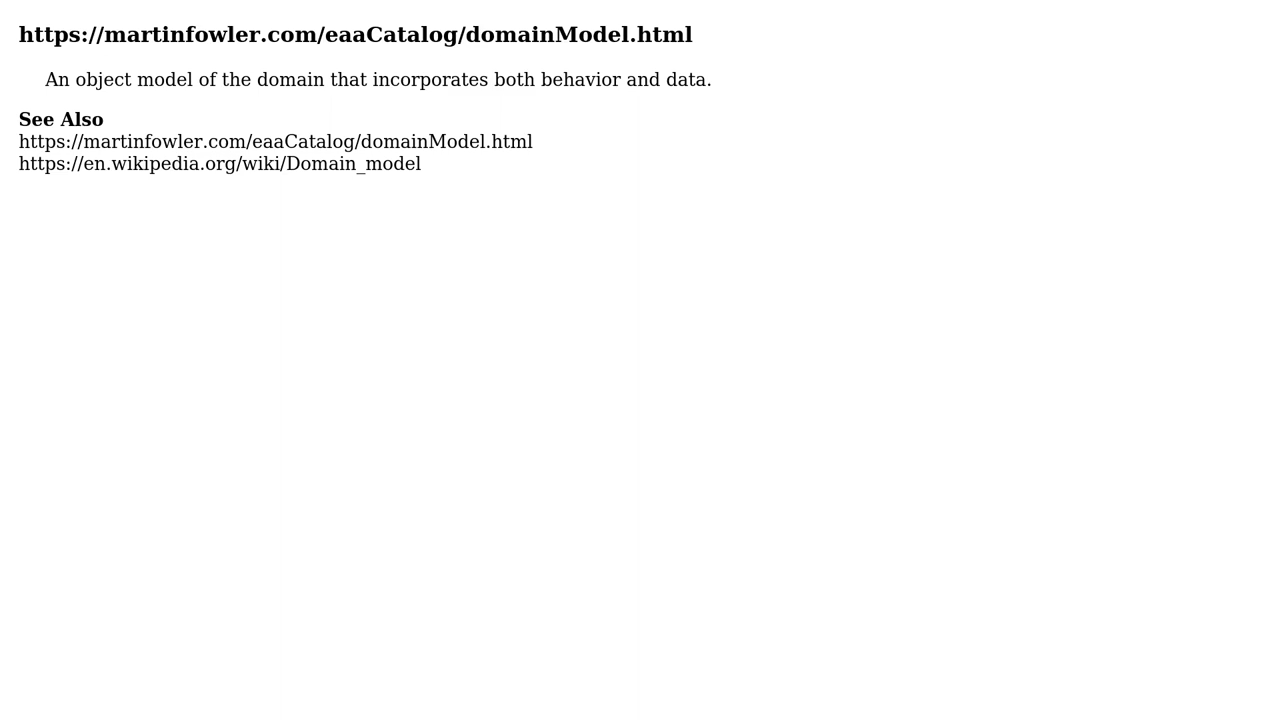 https://martinfowler.com/eaaCatalog/domainModel.html
An object model of the domain that incorporates both behavior and data.
See Also
https://martinfowler.com/eaaCatalog/domainModel.html
https://en.wikipedia.org/wiki/Domain_model